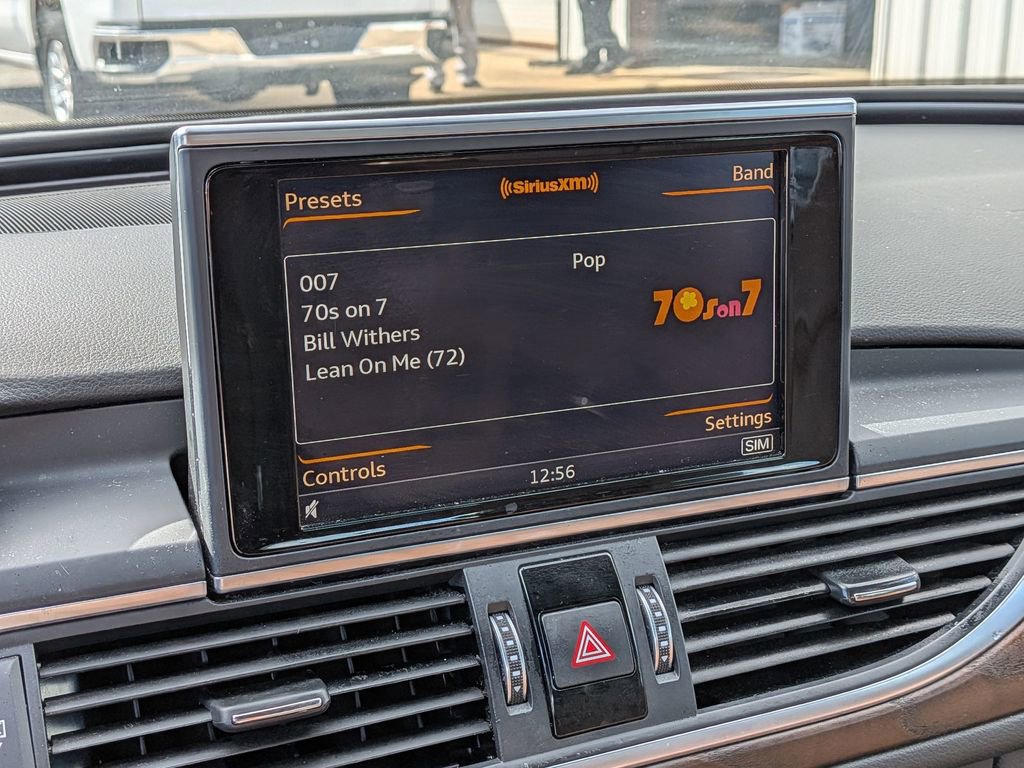 Presets
SiriusXM
Band
Pop
007
70s on 7
Bill Withers
Lean On Me (72)
70s on 7
Settings
Controls
12:56
SIM